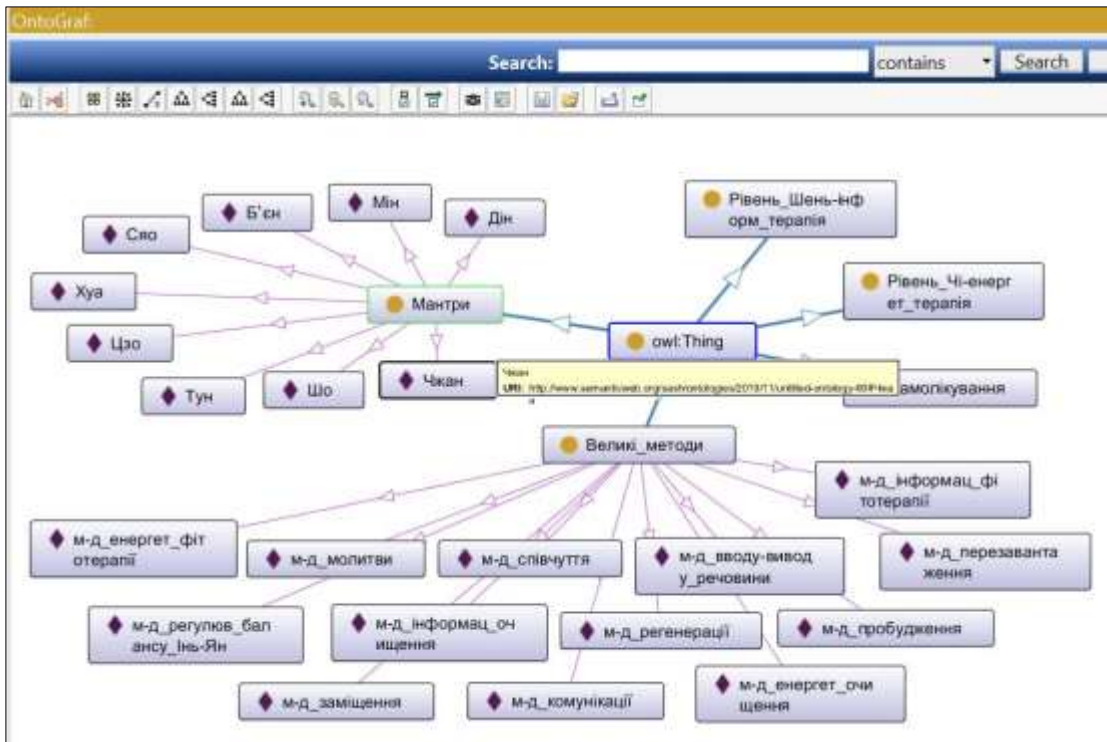 OntoGraf:
Search:
contains
Search
Мін
Б'єн
Дін
Сяо
Рівень_Шень-інф
орм_терапія
Хуа
Мантри
Рівень_Чі-енерг
ет_терапія
Цзо
owl:Thing
Тун
Шо
Чжан
Чжан
URI:
амолікування
Великі_методи
м-д_інформац_фі
тотерапії
м-д_енергет_фіт
отерапії
м-д_молитви
м-д_співчуття
м-д_вводу-вивод
у_речовини
м-д_перезаванта
ження
м-д_регулюв_бал
ансу_Інь-Ян
м-д_інформац_оч
ищення
м-д_регенерації
м-д_пробудження
м-д_заміщення
м-д_комунікації
м-д_енергет_очи
щення